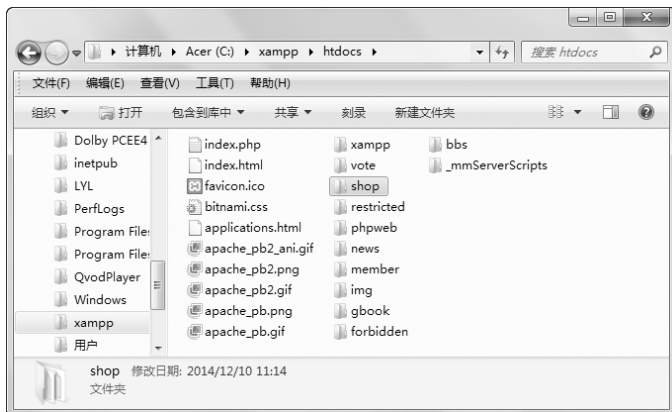 计算机 ▸ Acer (C:) ▸ xampp ▸ htdocs ▸ 搜索 htdocs
文件(F) 编辑(E) 查看(V) 工具(T) 帮助(H)
组织 打开 包含到库中 共享 刻录 新建文件夹
Dolby PCEE4
inetpub
LYL
PerfLogs
Program File
Program File
QvodPlayer
Windows
xampp
用户
index.php
index.html
favicon.ico
bitnami.css
applications.html
apache_pb2_ani.gif
apache_pb2.png
apache_pb2.gif
apache_pb.png
apache_pb.gif
xampp
vote
shop
restricted
phpweb
news
member
img
gbook
forbidden
bbs
_mmServerScripts
shop 修改日期: 2014/12/10 11:14
文件夹